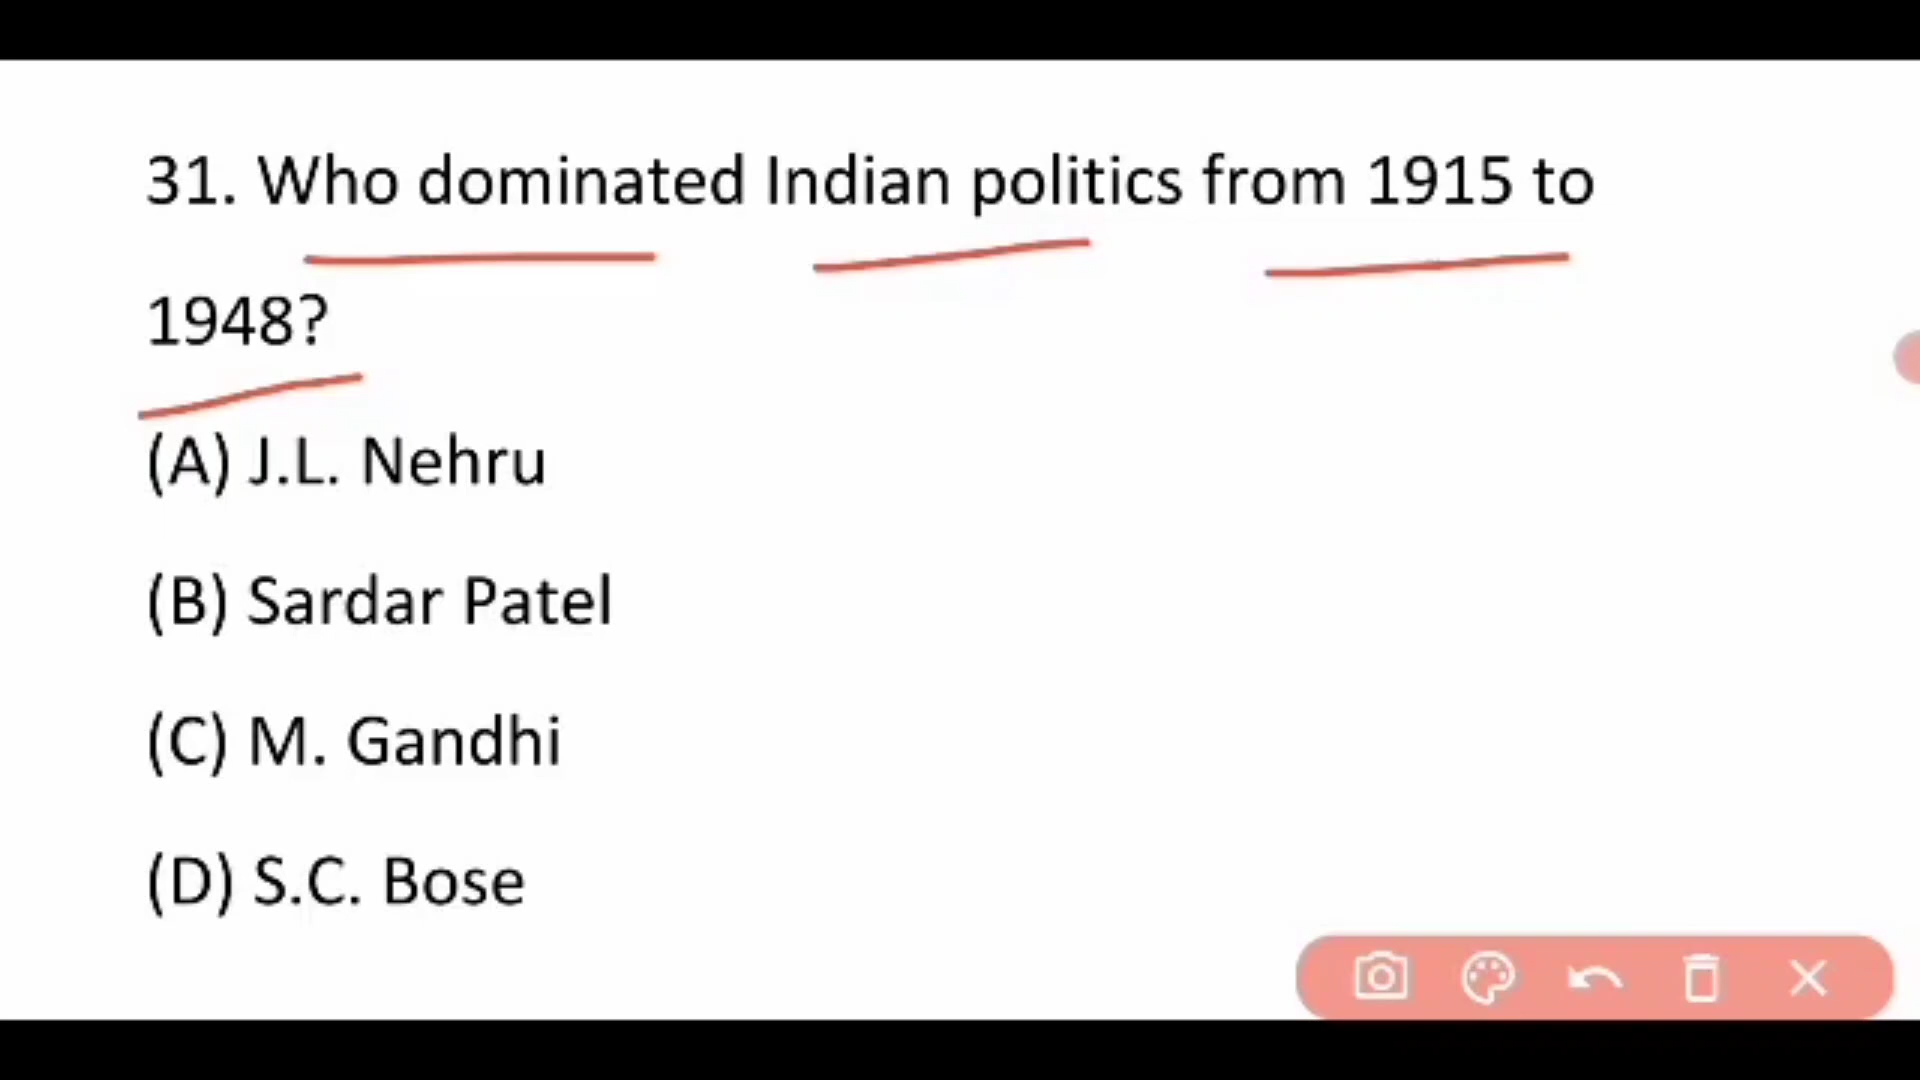 31. Who dominated Indian politics from 1915 to
1948?
(A) J.L. Nehru
(B) Sardar Patel
(C) M. Gandhi
(D) S.C. Bose